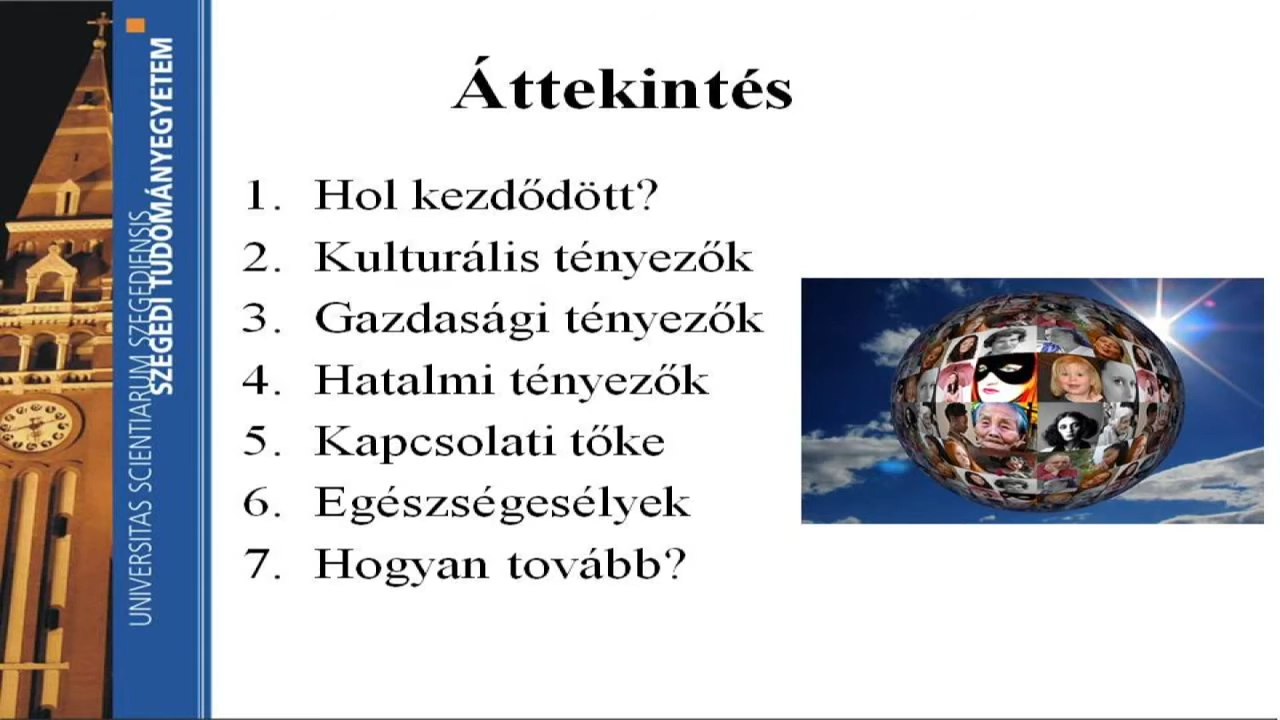 Áttekintés
1. Hol kezdődött?
2. Kulturális tényezők
3. Gazdasági tényezők
4. Hatalmi tényezők
5. Kapcsolati tőke
6. Egészségesélyek
7. Hogyan tovább?
UNIVERSITAS SCIENTIARUM SZEGEDIENSIS
SZEGEDI TUDOMÁNYEGYETEM